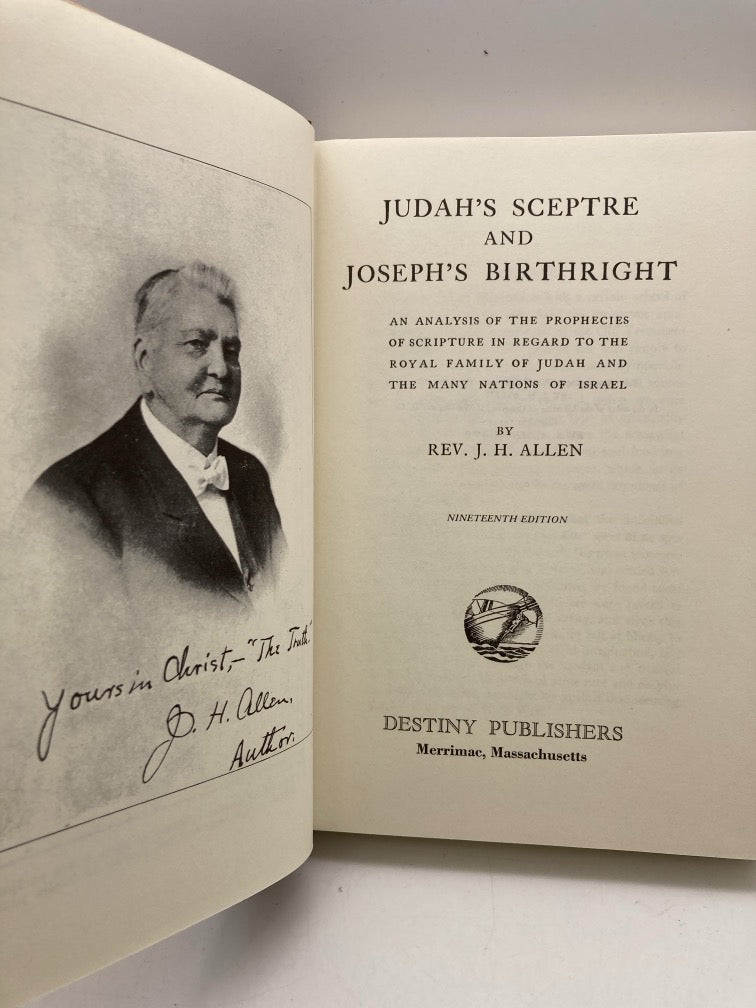 Yours in Christ,- "The Truth."
J. H. Allen,
Author.
JUDAH'S SCEPTRE
AND
JOSEPH'S BIRTHRIGHT
AN ANALYSIS OF THE PROPHECIES
OF SCRIPTURE IN REGARD TO THE
ROYAL FAMILY OF JUDAH AND
THE MANY NATIONS OF ISRAEL
BY
REV. J. H. ALLEN
NINETEENTH EDITION
DESTINY PUBLISHERS
Merrimac, Massachusetts